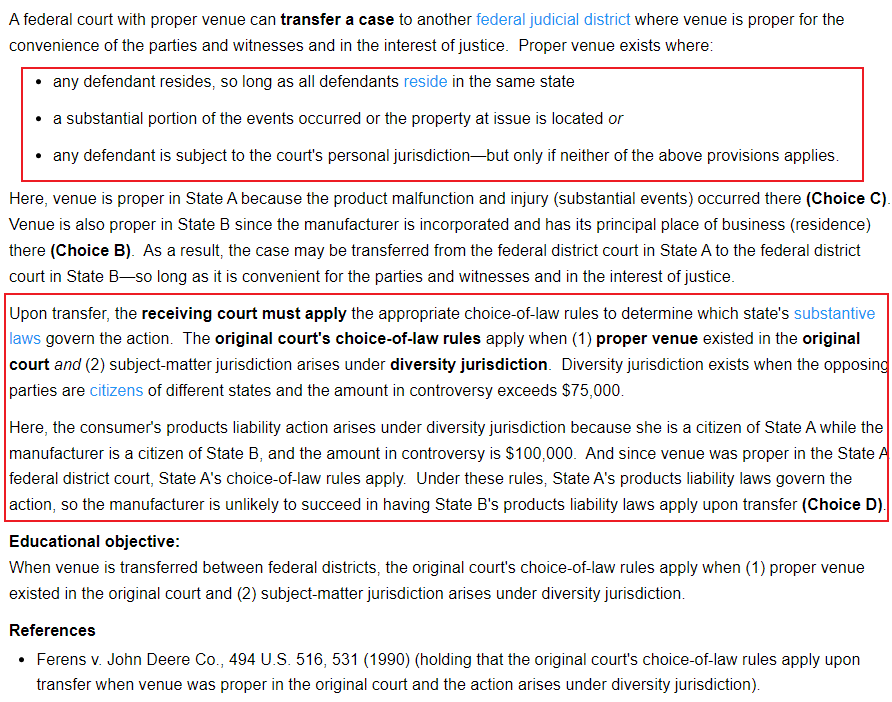 A federal court with proper venue can transfer a case to another federal judicial district where venue is proper for the
convenience of the parties and witnesses and in the interest of justice.  Proper venue exists where:
• any defendant resides, so long as all defendants reside in the same state
• a substantial portion of the events occurred or the property at issue is located or
• any defendant is subject to the court's personal jurisdiction—but only if neither of the above provisions applies.
Here, venue is proper in State A because the product malfunction and injury (substantial events) occurred there (Choice C).
Venue is also proper in State B since the manufacturer is incorporated and has its principal place of business (residence)
there (Choice B).  As a result, the case may be transferred from the federal district court in State A to the federal district
court in State B—so long as it is convenient for the parties and witnesses and in the interest of justice.
Upon transfer, the receiving court must apply the appropriate choice-of-law rules to determine which state's substantive
laws govern the action.  The original court's choice-of-law rules apply when (1) proper venue existed in the original
court and (2) subject-matter jurisdiction arises under diversity jurisdiction.  Diversity jurisdiction exists when the opposing
parties are citizens of different states and the amount in controversy exceeds $75,000.
Here, the consumer's products liability action arises under diversity jurisdiction because she is a citizen of State A while the
manufacturer is a citizen of State B, and the amount in controversy is $100,000.  And since venue was proper in the State A
federal district court, State A's choice-of-law rules apply.  Under these rules, State A's products liability laws govern the
action, so the manufacturer is unlikely to succeed in having State B's products liability laws apply upon transfer (Choice D).
Educational objective:
When venue is transferred between federal districts, the original court's choice-of-law rules apply when (1) proper venue
existed in the original court and (2) subject-matter jurisdiction arises under diversity jurisdiction.
References
• Ferens v. John Deere Co., 494 U.S. 516, 531 (1990) (holding that the original court's choice-of-law rules apply upon
transfer when venue was proper in the original court and the action arises under diversity jurisdiction).